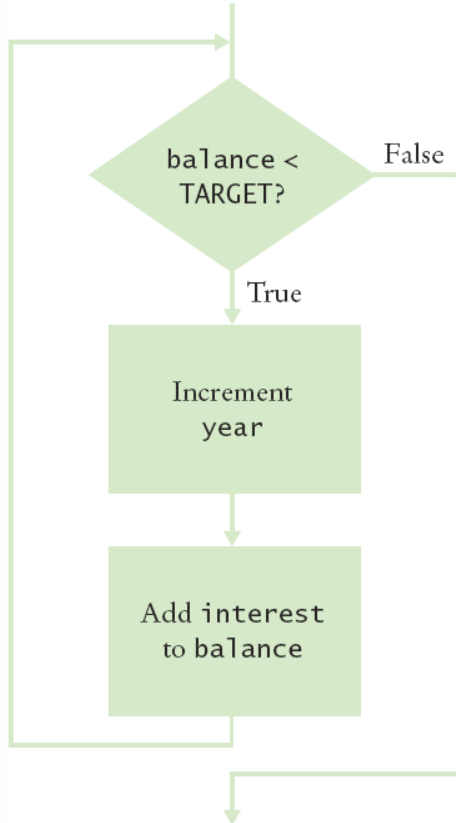 balance <
TARGET?
False
True
Increment
year
Add interest
to balance